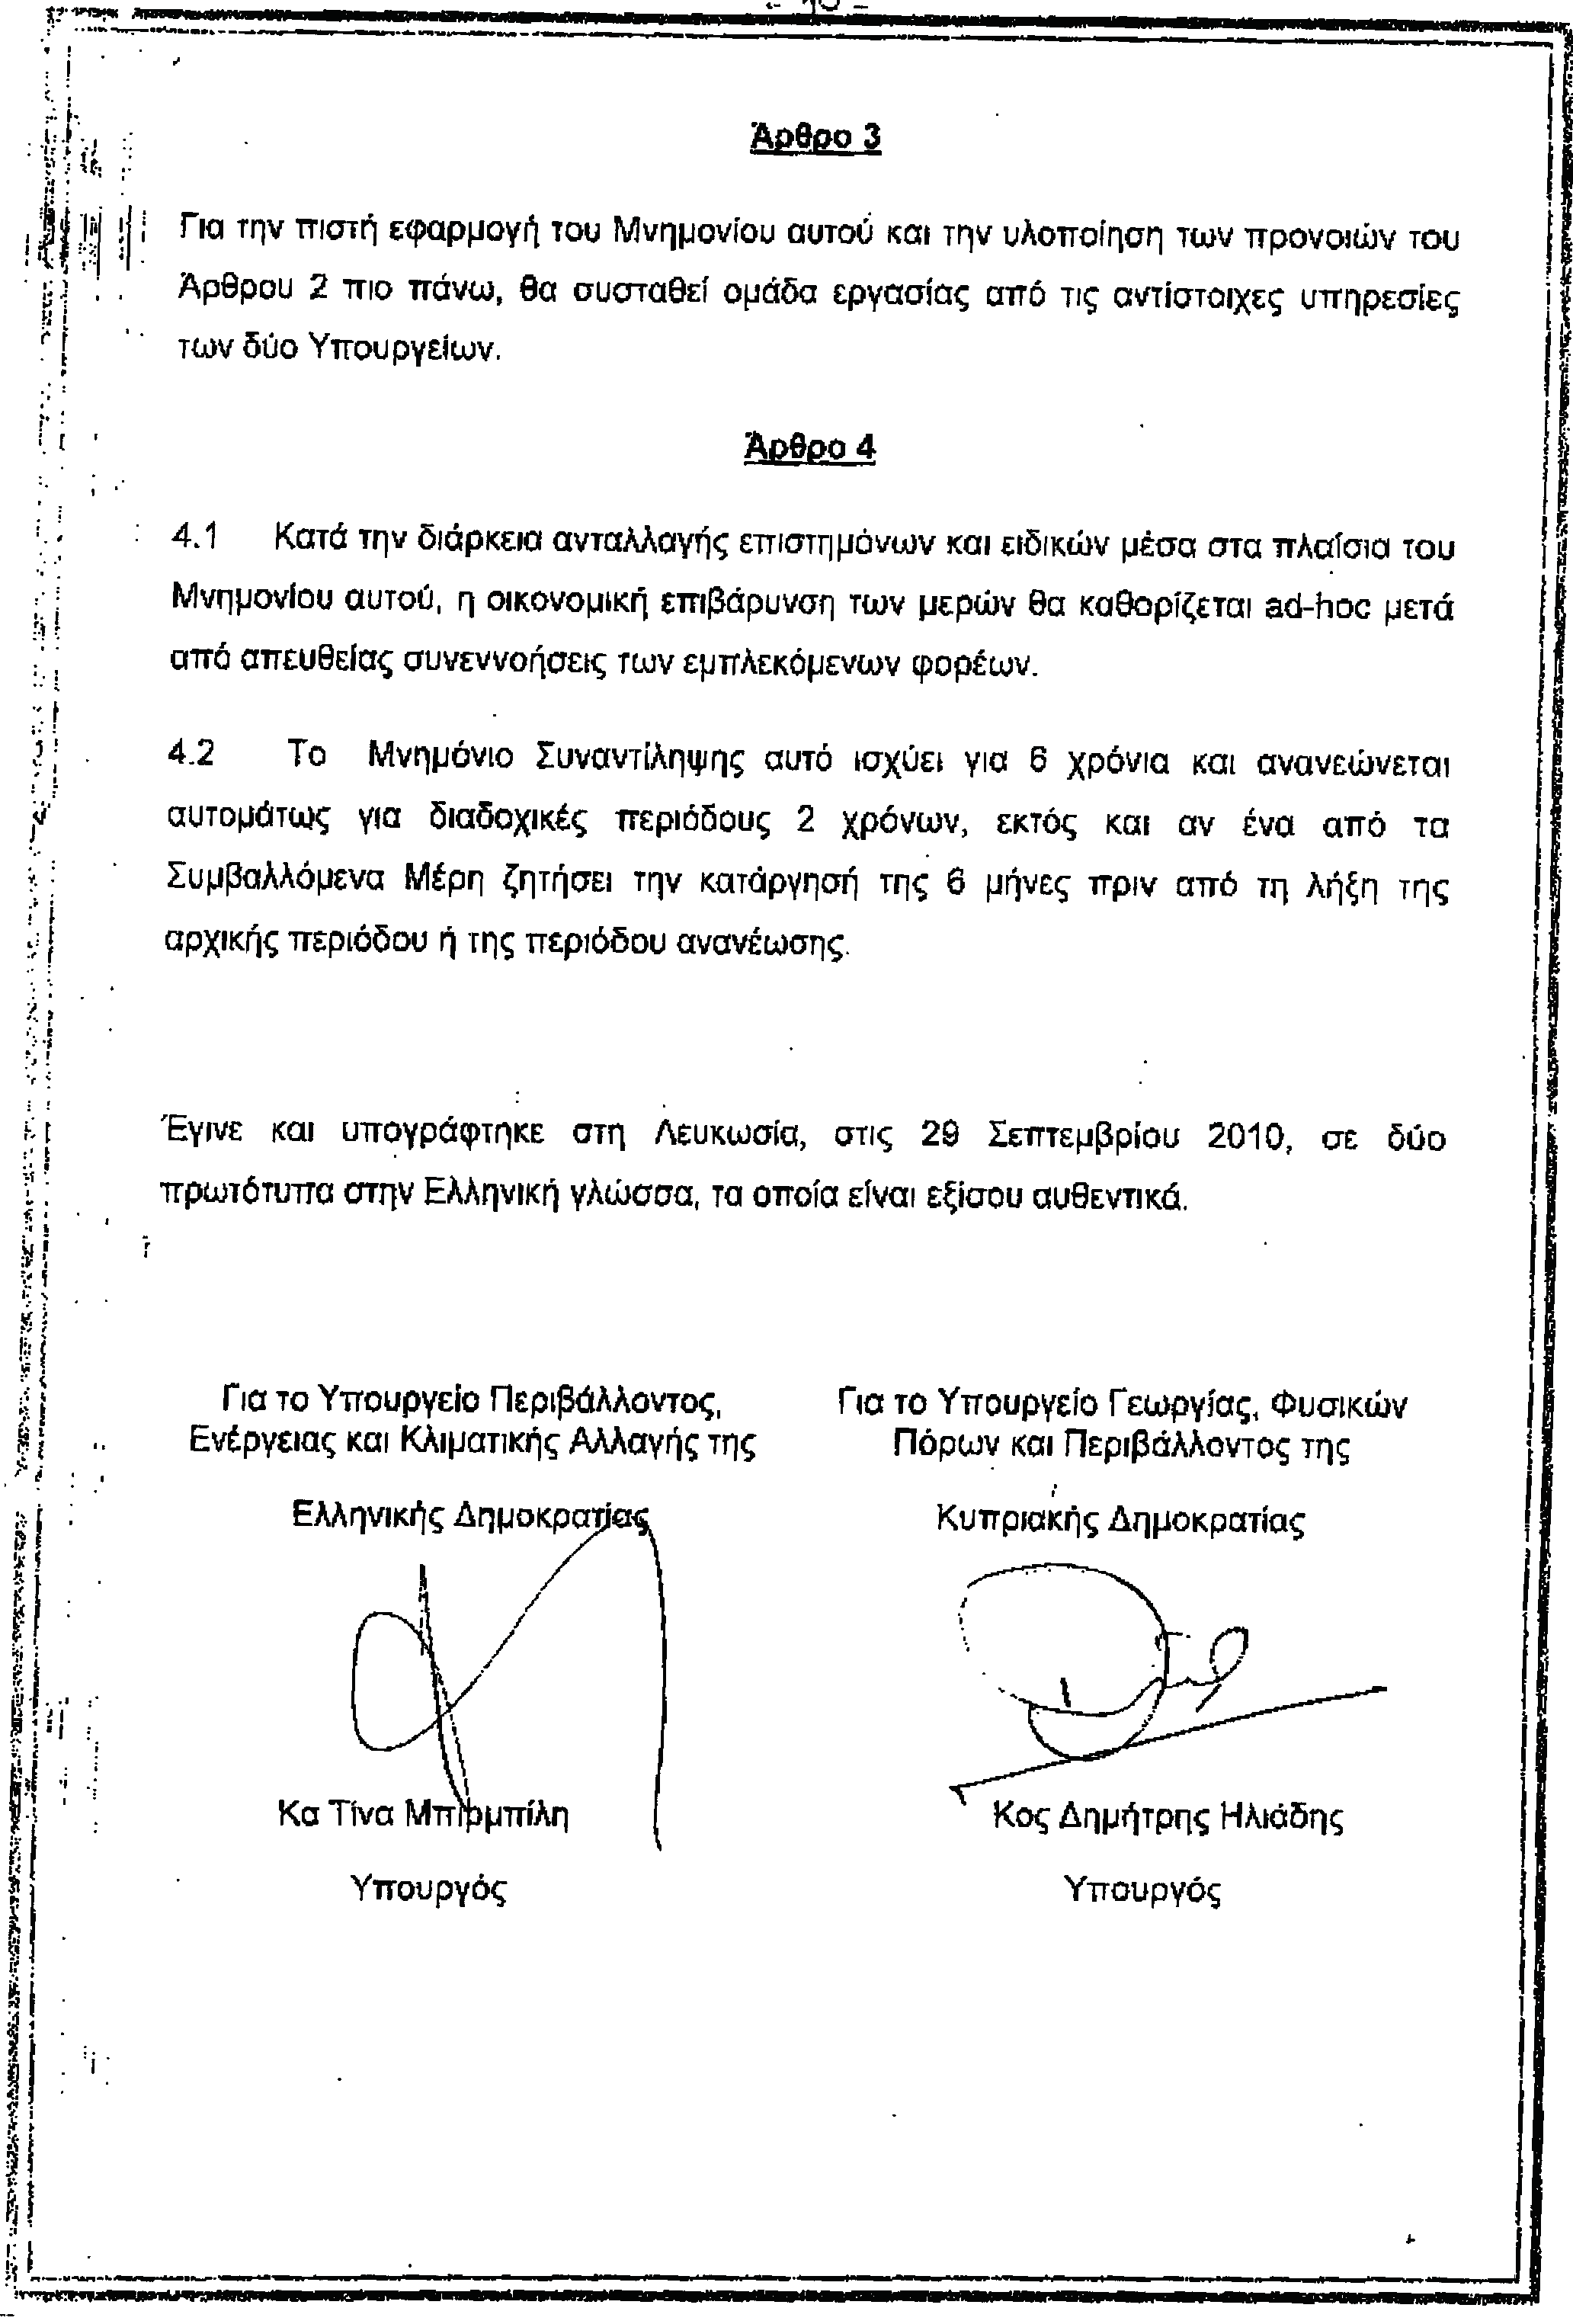 Άρθρο 3
Για την πιστή εφαρμογή του Μνημονίου αυτού και την υλοποίηση των προνοιών του
Άρθρου 2 πιο πάνω, θα συσταθεί ομάδα εργασίας από τις αντίστοιχες υπηρεσίες
των δύο Υπουργείων.
Άρθρο 4
4.1 Κατά την διάρκεια ανταλλαγής επιστημόνων και ειδικών μέσα στα πλαίσια του
Μνημονίου αυτού, η οικονομική επιβάρυνση των μερών θα καθορίζεται ad-hoc μετά
από απευθείας συνεννοήσεις των εμπλεκόμενων φορέων.
4.2 Το Μνημόνιο Συναντίληψης αυτό ισχύει για 6 χρόνια και ανανεώνεται
αυτομάτως για διαδοχικές περιόδους 2 χρόνων, εκτός και αν ένα από τα
Συμβαλλόμενα Μέρη ζητήσει την κατάργησή της 6 μήνες πριν από τη λήξη της
αρχικής περιόδου ή της περιόδου ανανέωσης.
Έγινε και υπογράφτηκε στη Λευκωσία, στις 29 Σεπτεμβρίου 2010, σε δύο
πρωτότυπα στην Ελληνική γλώσσα, τα οποία είναι εξίσου αυθεντικά.
Για το Υπουργείο Περιβάλλοντος,
Ενέργειας και Κλιματικής Αλλαγής της
Ελληνικής Δημοκρατίας
Κα Τίνα Μπιρμπίλη
Υπουργός
Για το Υπουργείο Γεωργίας, Φυσικών
Πόρων και Περιβάλλοντος της
Κυπριακής Δημοκρατίας
Κος Δημήτρης Ηλιάδης
Υπουργός